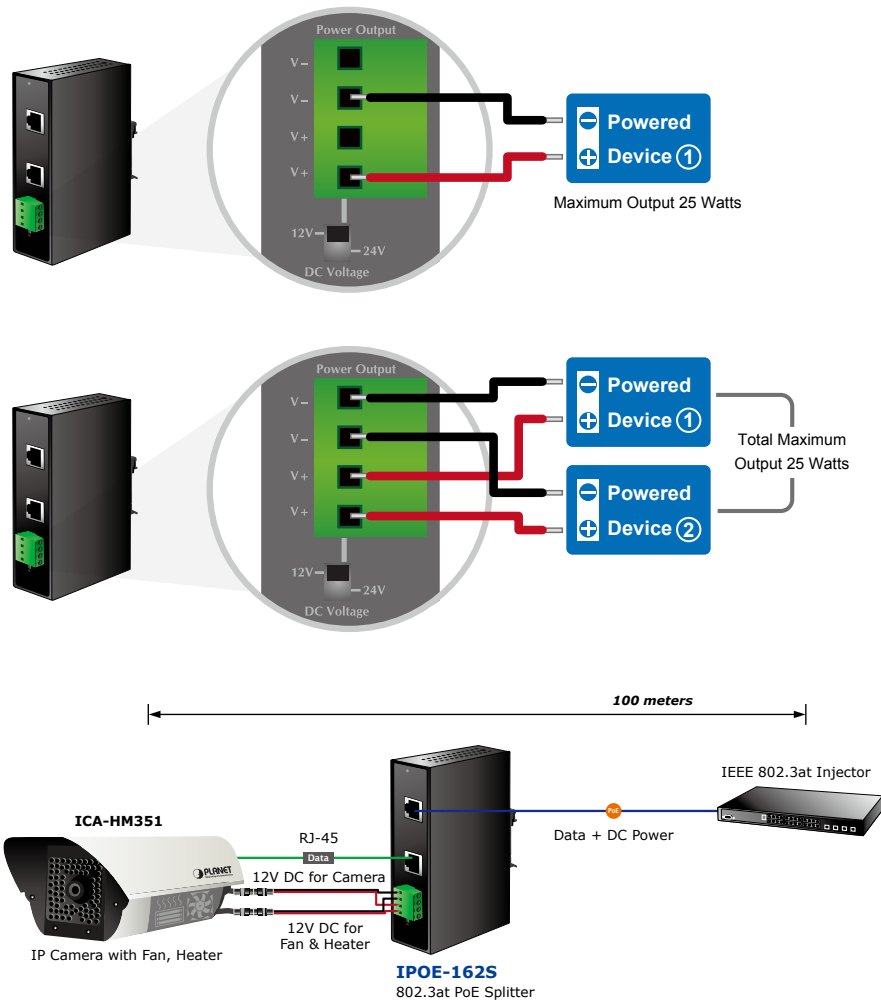 Power Output
V –
V –
V +
V +
12V
24V
DC Voltage
Powered
Device 1
Maximum Output 25 Watts
Power Output
V –
V –
V +
V +
12V
24V
DC Voltage
Powered
Device 1
Powered
Device 2
Total Maximum
Output 25 Watts
100 meters
IEEE 802.3at Injector
PoE
Data + DC Power
ICA-HM351
RJ-45
Data
12V DC for Camera
PLANET
12V DC for
Fan & Heater
IP Camera with Fan, Heater
IPOE-162S
802.3at PoE Splitter